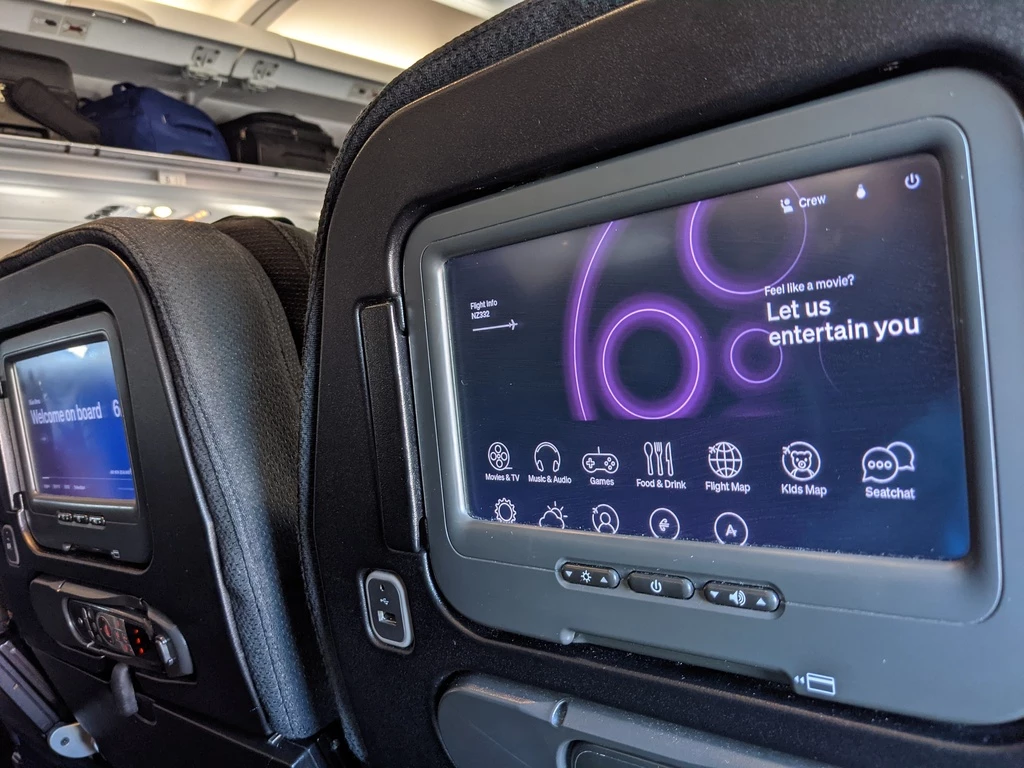 Crew
Feel like a movie?
Let us
entertain you
Flight Info
NZ332
Movies & TV
Music & Audio
Games
Food & Drink
Flight Map
Kids Map
Seatchat
Welcome on board
6